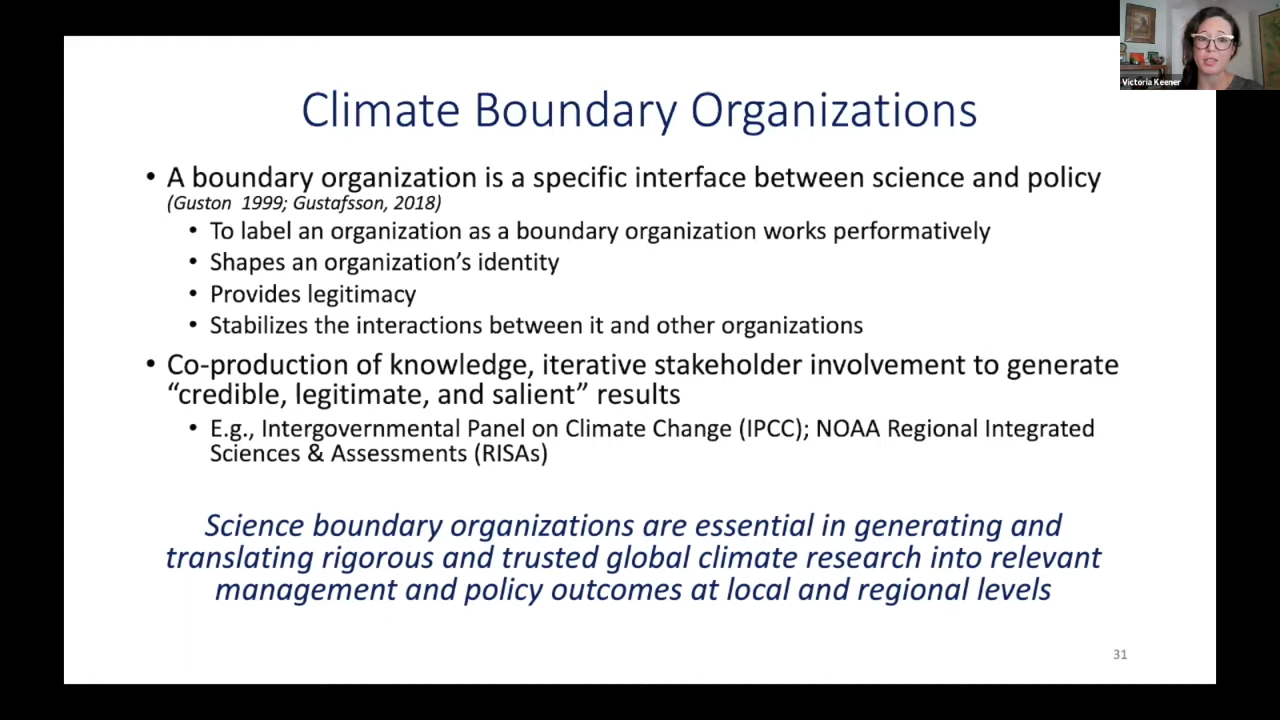 Victoria Keener
Climate Boundary Organizations
• A boundary organization is a specific interface between science and policy
(Guston 1999; Gustafsson, 2018)
• To label an organization as a boundary organization works performatively
• Shapes an organization’s identity
• Provides legitimacy
• Stabilizes the interactions between it and other organizations
• Co-production of knowledge, iterative stakeholder involvement to generate
“credible, legitimate, and salient” results
• E.g., Intergovernmental Panel on Climate Change (IPCC); NOAA Regional Integrated
Sciences & Assessments (RISAs)
Science boundary organizations are essential in generating and
translating rigorous and trusted global climate research into relevant
management and policy outcomes at local and regional levels
31